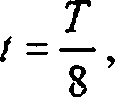 t = T/8,